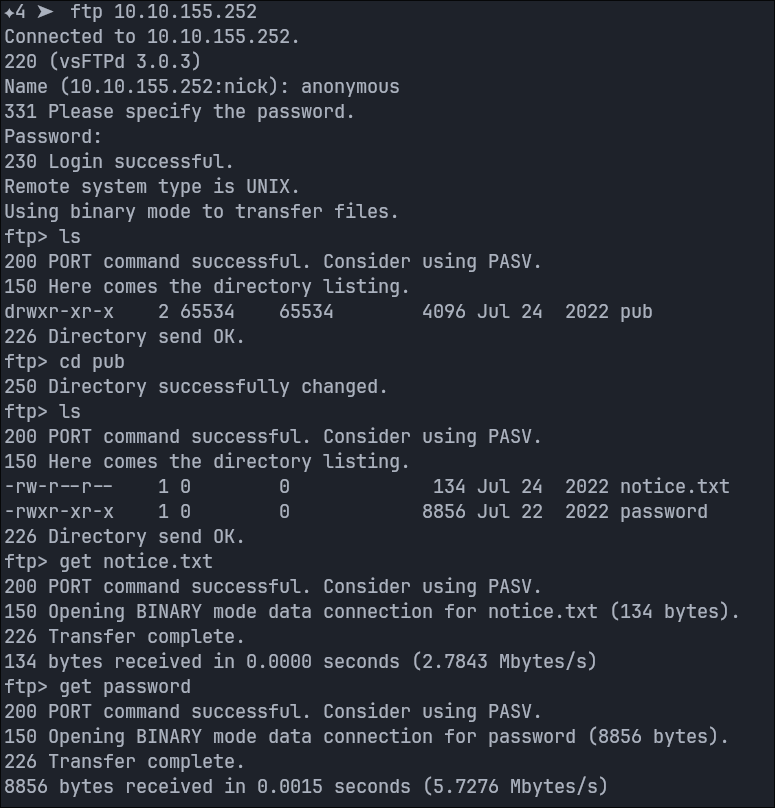 ✦4 ➤ ftp 10.10.155.252
Connected to 10.10.155.252.
220 (vsFTPd 3.0.3)
Name (10.10.155.252:nick): anonymous
331 Please specify the password.
Password:
230 Login successful.
Remote system type is UNIX.
Using binary mode to transfer files.
ftp> ls
200 PORT command successful. Consider using PASV.
150 Here comes the directory listing.
drwxr-xr-x    2 65534    65534        4096 Jul 24  2022 pub
226 Directory send OK.
ftp> cd pub
250 Directory successfully changed.
ftp> ls
200 PORT command successful. Consider using PASV.
150 Here comes the directory listing.
-rw-r--r--    1 0        0             134 Jul 24  2022 notice.txt
-rwxr-xr-x    1 0        0            8856 Jul 22  2022 password
226 Directory send OK.
ftp> get notice.txt
200 PORT command successful. Consider using PASV.
150 Opening BINARY mode data connection for notice.txt (134 bytes).
226 Transfer complete.
134 bytes received in 0.0000 seconds (2.7843 Mbytes/s)
ftp> get password
200 PORT command successful. Consider using PASV.
150 Opening BINARY mode data connection for password (8856 bytes).
226 Transfer complete.
8856 bytes received in 0.0015 seconds (5.7276 Mbytes/s)